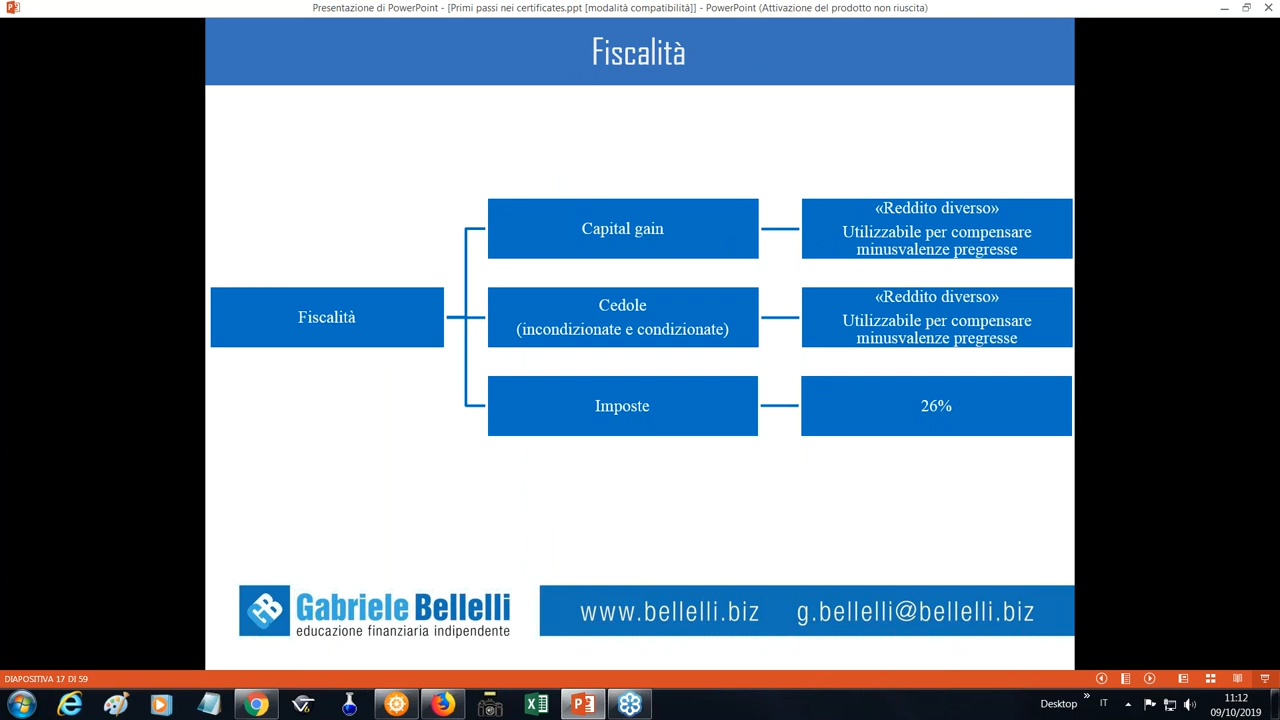 Presentazione di PowerPoint - [Primi passi nei certificates.ppt [modalità compatibilità]] - PowerPoint (Attivazione del prodotto non riuscita)
Fiscalità
Fiscalità
Capital gain
«Reddito diverso»
Utilizzabile per compensare
minusvalenze pregresse
Cedole
(incondizionate e condizionate)
«Reddito diverso»
Utilizzabile per compensare
minusvalenze pregresse
Imposte
26%
Gabriele Bellelli
educazione finanziaria indipendente
www.bellelli.biz g.bellelli@bellelli.biz
DIAPOSITIVA 17 DI 59
Desktop
IT
11:12
09/10/2019